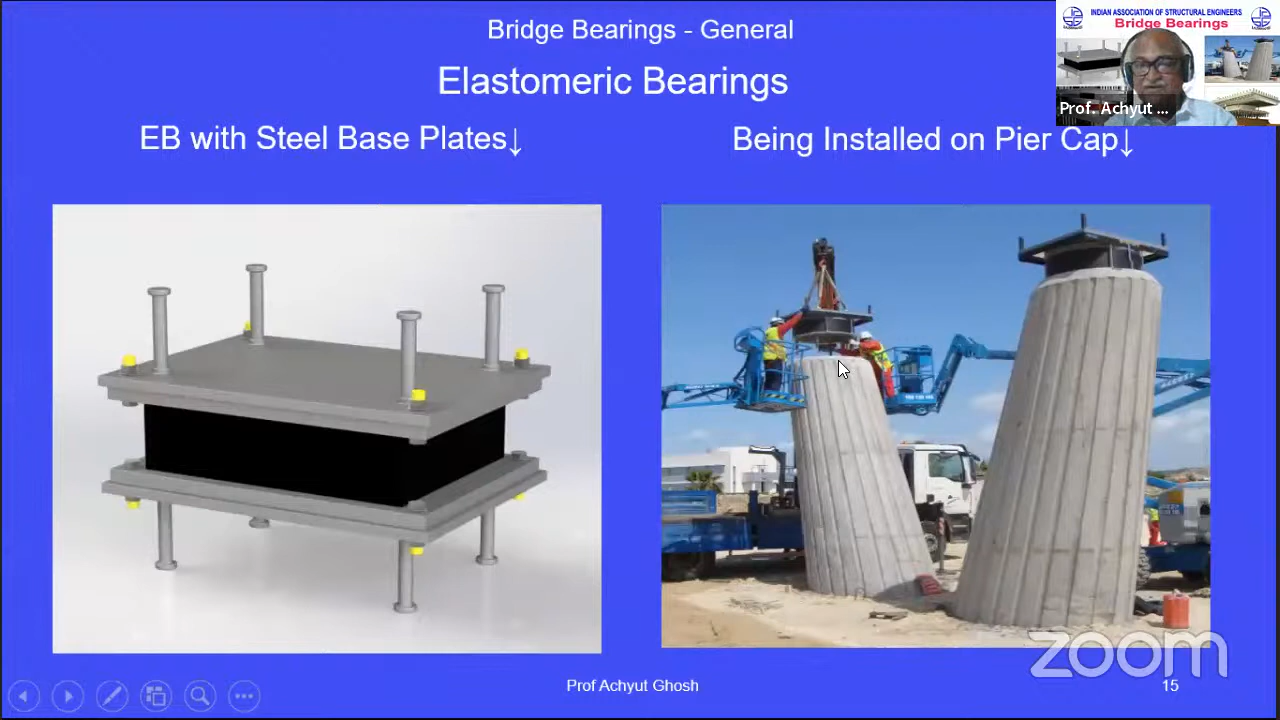 Bridge Bearings - General
Elastomeric Bearings
EB with Steel Base Plates↓
Being Installed on Pier Cap↓
INDIAN ASSOCIATION OF STRUCTURAL ENGINEERS
Bridge Bearings
Prof. Achyut ...
Prof Achyut Ghosh
15
zoom